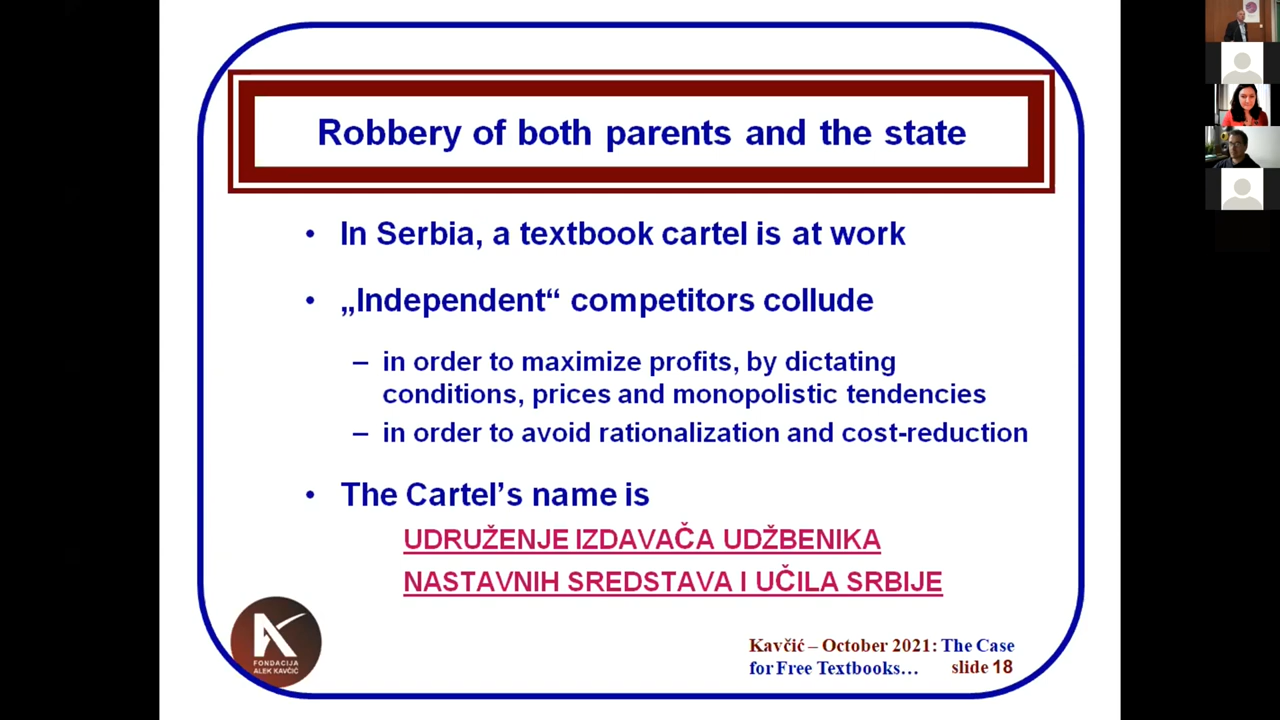 Robbery of both parents and the state
• In Serbia, a textbook cartel is at work
• „Independent“ competitors collude
– in order to maximize profits, by dictating
conditions, prices and monopolistic tendencies
– in order to avoid rationalization and cost-reduction
• The Cartel’s name is
UDRUŽENJE IZDAVAČA UDŽBENIKA
NASTAVNIH SREDSTAVA I UČILA SRBIJE
FONDACIJA
ALEK KAVČIĆ
Kavčić – October 2021: The Case
for Free Textbooks… slide 18